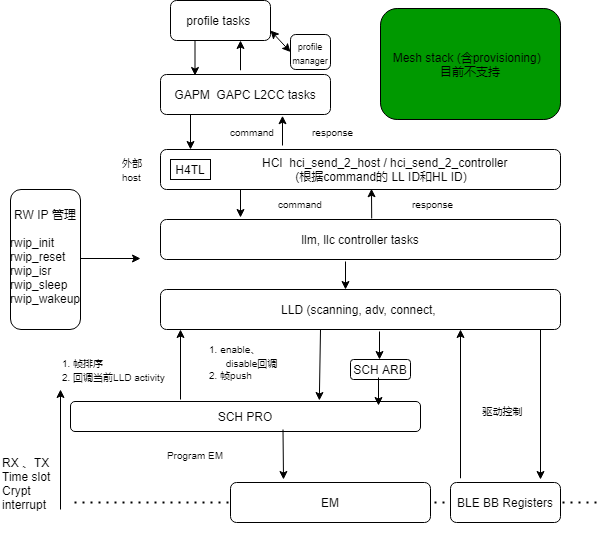 profile tasks
profile
manager
Mesh stack (含provisioning)
目前不支持
GAPM GAPC L2CC tasks
command
response
外部
host
H4TL
HCI hci_send_2_host / hci_send_2_controller
(根据command的 LL ID和HL ID)
RW IP 管理
rwip_init
rwip_reset
rwip_isr
rwip_sleep
rwip_wakeup
command
response
llm, llc controller tasks
LLD (scanning, adv, connect,
1. 帧排序
2. 回调当前LLD activity
1. enable、
disable回调
2. 帧push
SCH ARB
SCH PRO
驱动控制
RX 、TX
Time slot
Crypt
interrupt
Program EM
EM
BLE BB Registers